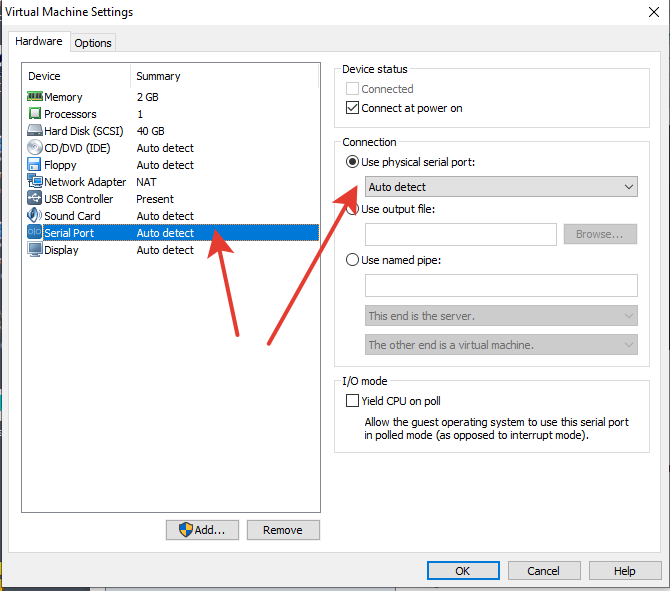 Virtual Machine Settings
Hardware Options
Device Summary
Memory 2 GB
Processors 1
Hard Disk (SCSI) 40 GB
CD/DVD (IDE) Auto detect
Floppy Auto detect
Network Adapter NAT
USB Controller Present
Sound Card Auto detect
Serial Port Auto detect
Display Auto detect
Add... Remove
Device status
Connected
Connect at power on
Connection
Use physical serial port:
Auto detect
Use output file:
Browse...
Use named pipe:
This end is the server.
The other end is a virtual machine.
I/O mode
Yield CPU on poll
Allow the guest operating system to use this serial port
in polled mode (as opposed to interrupt mode).
OK Cancel Help